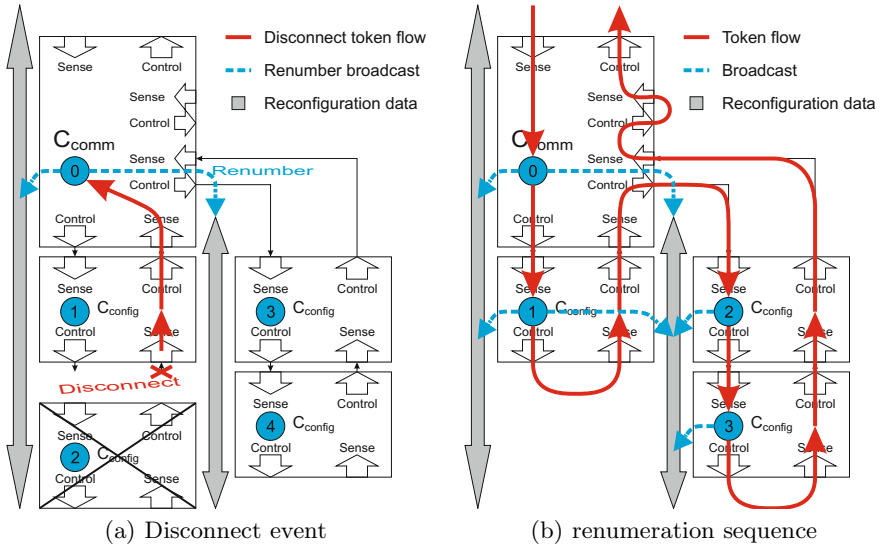 Disconnect token flow
Renumber broadcast
Reconfiguration data
Sense
Control
Sense
Control
C_comm
0
Sense
Control
Renumber
Control
Sense
Sense
Control
1
C_config
Control
Sense
Disconnect
Sense
Control
2
C_config
Control
Sense
Sense
Control
3
C_config
Control
Sense
Sense
Control
4
C_config
Control
Sense
(a) Disconnect event
Token flow
Broadcast
Reconfiguration data
Sense
Control
Sense
Control
C_comm
0
Sense
Control
Control
Sense
Sense
Control
1
C_config
Control
Sense
Sense
Control
2
C_config
Control
Sense
Sense
Control
3
C_config
Control
Sense
(b) renumeration sequence